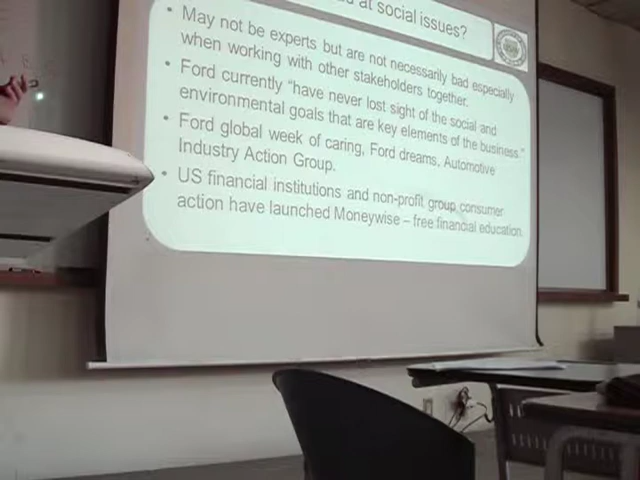 at social issues?
• May not be experts but are not necessarily bad especially
when working with other stakeholders together.
• Ford currently "have never lost sight of the social and
environmental goals that are key elements of the business."
• Ford global week of caring, Ford dreams, Automotive
Industry Action Group.
• US financial institutions and non-profit group consumer
action have launched Moneywise – free financial education.